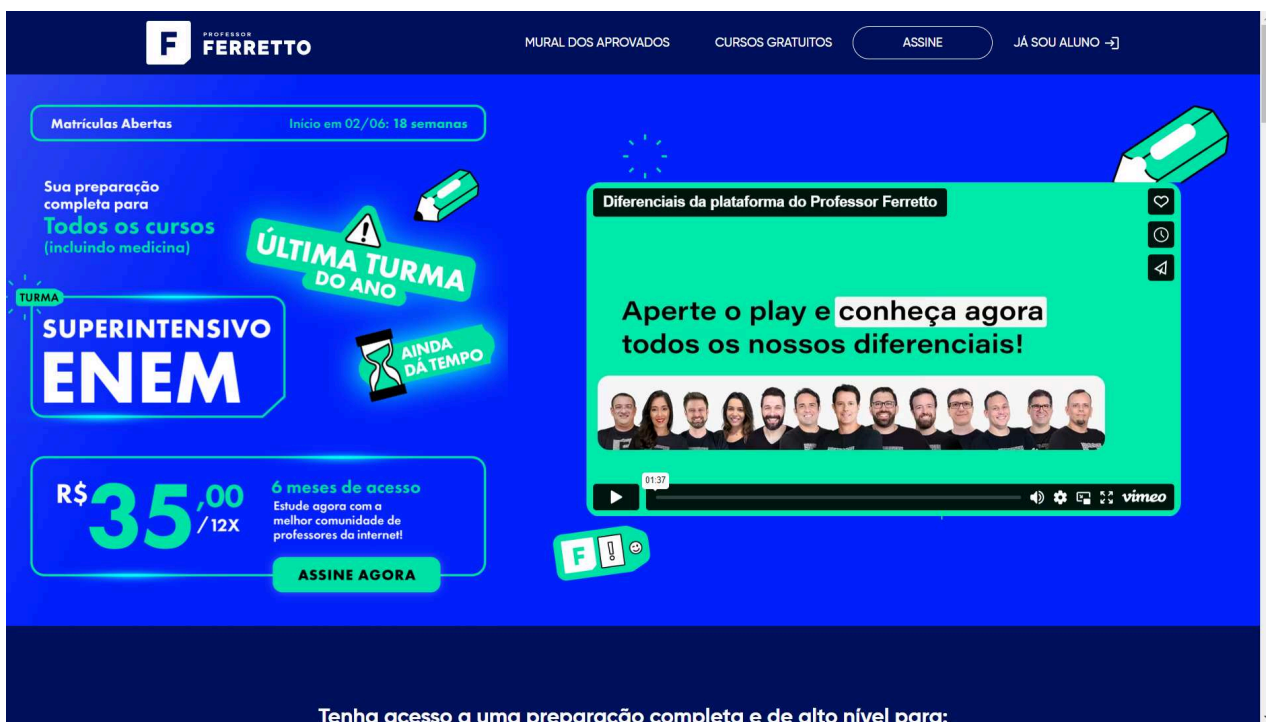 F PROFESSOR
FERRETTO
MURAL DOS APROVADOS
CURSOS GRATUITOS
ASSINE
JÁ SOU ALUNO
Matrículas Abertas
Início em 02/06: 18 semanas
Sua preparação
completa para
Todos os cursos
(incluindo medicina)
ÚLTIMA TURMA
DO ANO
TURMA
SUPERINTENSIVO
ENEM
AINDA
DÁ TEMPO
R$35,00
/12X
6 meses de acesso
Estude agora com a
melhor comunidade de
professores da internet!
ASSINE AGORA
Diferenciais da plataforma do Professor Ferretto
Aperte o play e conheça agora
todos os nossos diferenciais!
01:37
vimeo
F
Tenha acesso a uma preparação completa e de alto nível para: